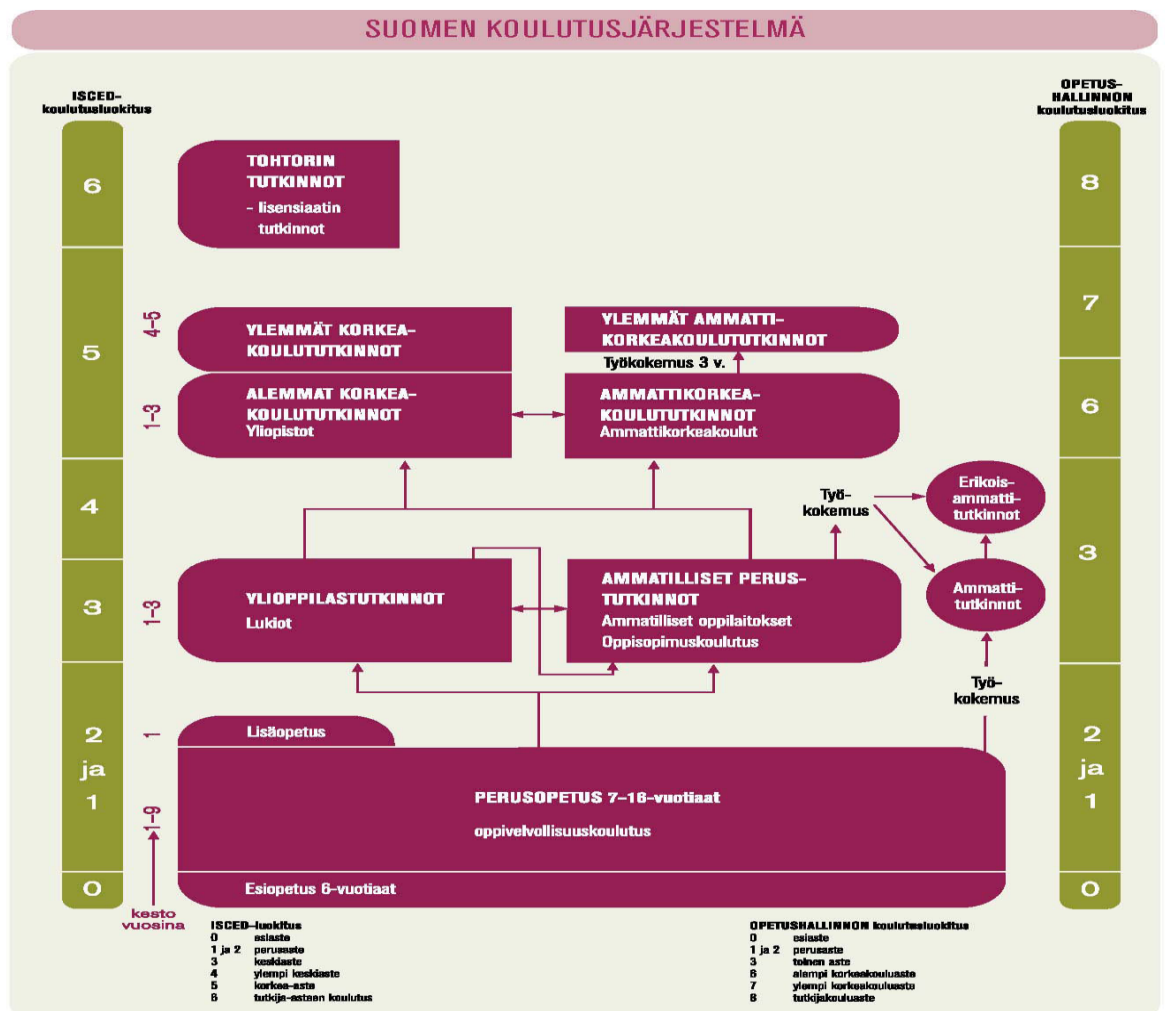 SUOMEN KOULUTUSJÄRJESTELMÄ
ISCED-
koulutusluokitus
OPETUS-
HALLINNON
koulutusluokitus
6
5
4
3
2
ja
1
0
4-5
1-3
1-3
1
1-9
kesto
vuosina
TOHTORIN
TUTKINNOT
- lisensiaatin
tutkinnot
YLEMMÄT KORKEA-
KOULUTUTKINNOT
YLEMMÄT AMMATTI-
KORKEAKOULUTUTKINNOT
Työkokemus 3 v.
ALEMMAT KORKEA-
KOULUTUTKINNOT
Yliopistot
AMMATTIKORKEA-
KOULUTUTKINNOT
Ammattikorkeakoulut
Työ-
kokemus
Erikois-
ammatti-
tutkinnot
YLIOPPILASTUTKINNOT
Lukiot
AMMATILLISET PERUS-
TUTKINNOT
Ammatilliset oppilaitokset
Oppisopimuskoulutus
Ammatti-
tutkinnot
Työ-
kokemus
Lisäopetus
PERUSOPETUS 7-16-vuotiaat
oppivelvollisuuskoulutus
Esiopetus 6-vuotiaat
8
7
6
3
2
ja
1
0
ISCED-luokitus
0 esiaste
1 ja 2 perusaste
3 keskiaste
4 ylempi keskiaste
5 korkea-aste
6 tutkija-asteen koulutus
OPETUSHALLINNON koulutusluokitus
0 esiaste
1 ja 2 perusaste
3 toinen aste
6 alempi korkeakouluaste
7 ylempi korkeakouluaste
8 tutkijakouluaste